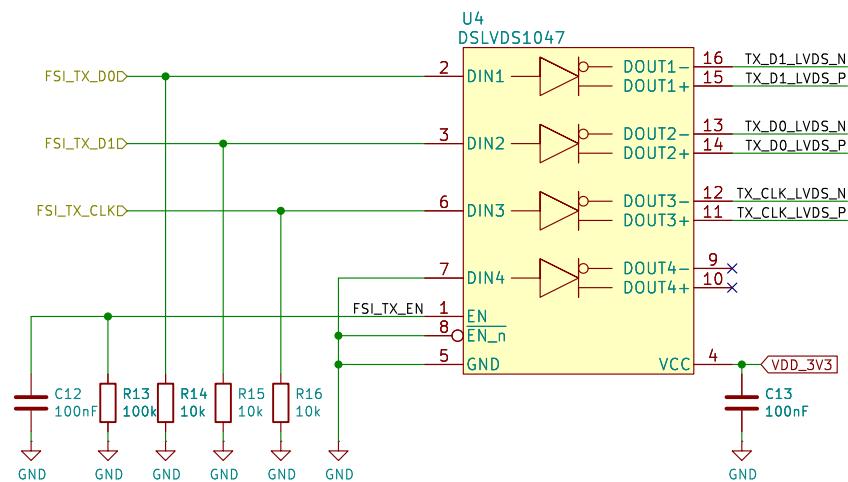 U4
DSLVDS1047
FSI_TX_D0
2
DIN1
DOUT1-
16
TX_D1_LVDS_N
DOUT1+
15
TX_D1_LVDS_P
FSI_TX_D1
3
DIN2
DOUT2-
13
TX_D0_LVDS_N
DOUT2+
14
TX_D0_LVDS_P
FSI_TX_CLK
6
DIN3
DOUT3-
12
TX_CLK_LVDS_N
DOUT3+
11
TX_CLK_LVDS_P
7
DIN4
DOUT4-
9
DOUT4+
10
FSI_TX_EN
1
EN
8
EN_n
5
GND
VCC
4
VDD_3V3
C12
100nF
R13
100k
R14
10k
R15
10k
R16
10k
C13
100nF
GND
GND
GND
GND
GND
GND
GND